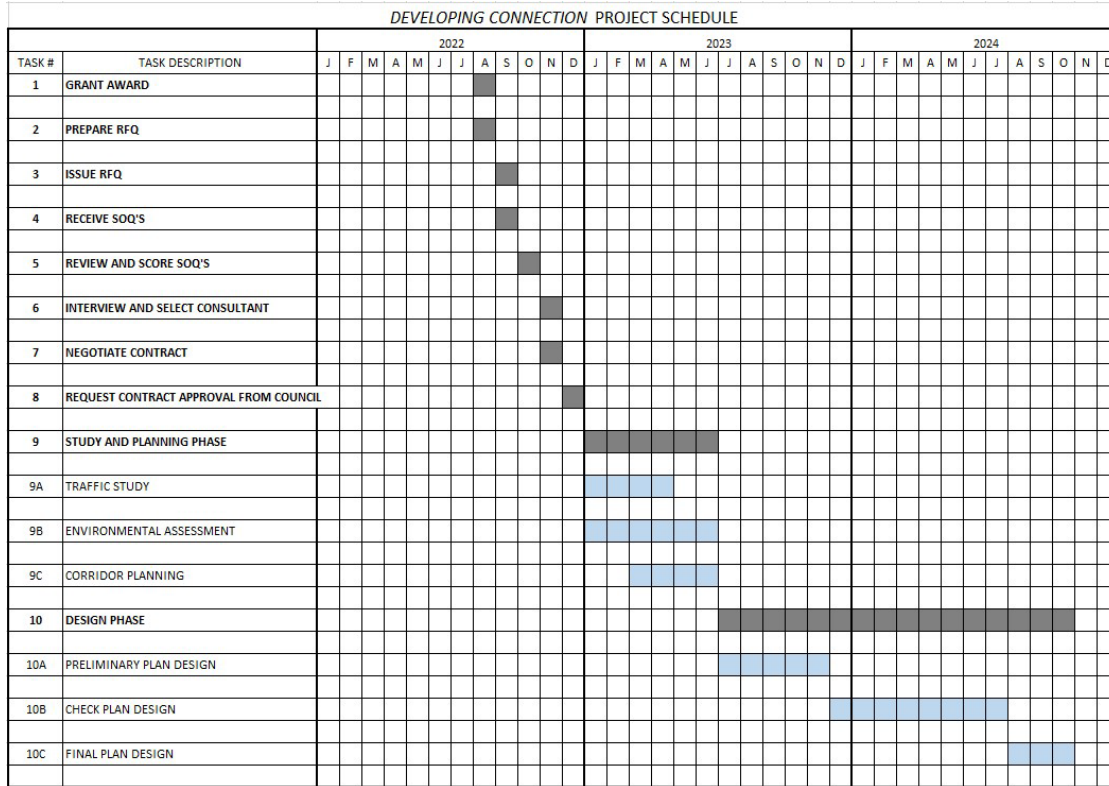 DEVELOPING CONNECTION PROJECT SCHEDULE
2022 2023 2024
TASK # TASK DESCRIPTION J F M A M J J A S O N D J F M A M J J A S O N D J F M A M J J A S O N D
1 GRANT AWARD
2 PREPARE RFQ
3 ISSUE RFQ
4 RECEIVE SOQ'S
5 REVIEW AND SCORE SOQ'S
6 INTERVIEW AND SELECT CONSULTANT
7 NEGOTIATE CONTRACT
8 REQUEST CONTRACT APPROVAL FROM COUNCIL
9 STUDY AND PLANNING PHASE
9A TRAFFIC STUDY
9B ENVIRONMENTAL ASSESSMENT
9C CORRIDOR PLANNING
10 DESIGN PHASE
10A PRELIMINARY PLAN DESIGN
10B CHECK PLAN DESIGN
10C FINAL PLAN DESIGN